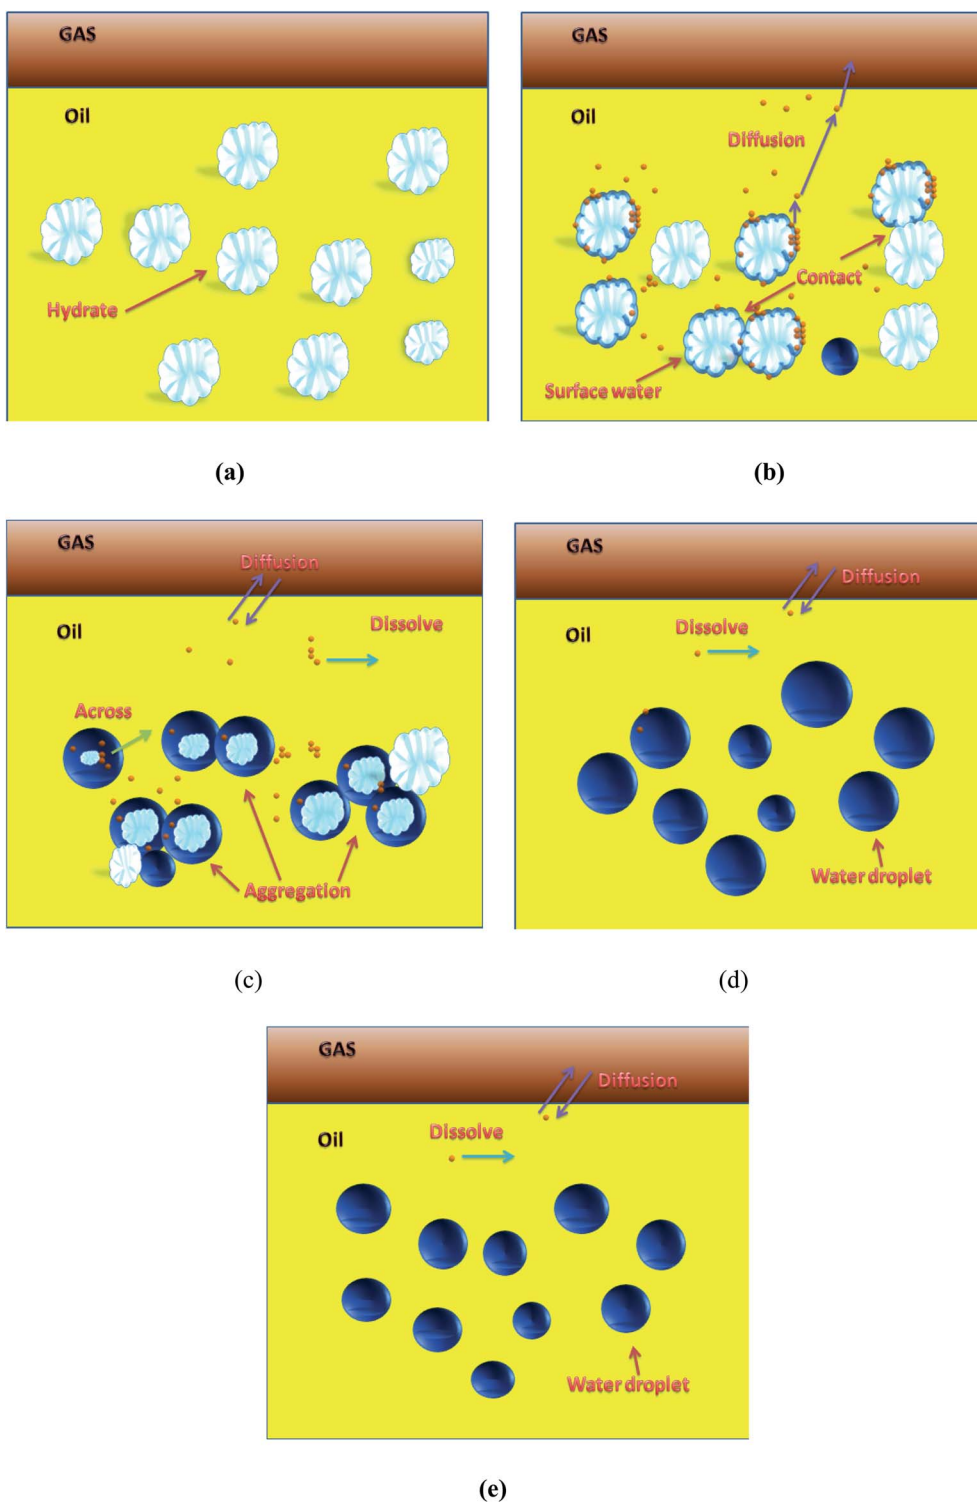 GAS
Oil
Hydrate
(a)
GAS
Oil
Diffusion
Contact
Surface water
(b)
GAS
Diffusion
Oil
Dissolve
Across
Aggregation
(c)
GAS
Diffusion
Dissolve
Oil
Water droplet
(d)
GAS
Diffusion
Dissolve
Oil
Water droplet
(e)